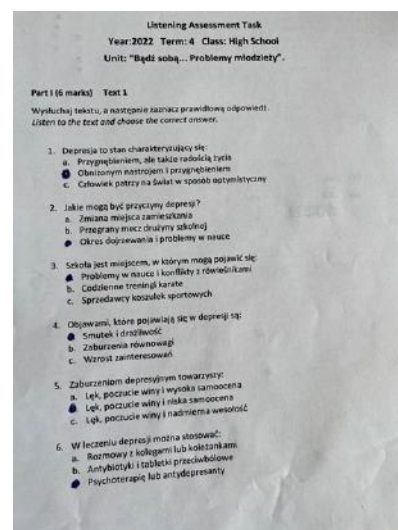 Listening Assessment Task
Year:2022 Term: 4 Class: High School
Unit: "Bądź sobą... Problemy młodzieży".
Part I (6 marks) Text 1
Wysłuchaj tekstu, a następnie zaznacz prawidłową odpowiedź.
Listen to the text and choose the correct answer.
1. Depresja to stan charakteryzujący się:
a. Przygnębieniem, ale także radością życia
Obniżonym nastrojem i przygnębieniem
c. Człowiek patrzy na świat w sposób optymistyczny
2. Jakie mogą być przyczyny depresji?
a. Zmiana miejsca zamieszkania
b. Przegrany mecz drużyny szkolnej
Okres dojrzewania i problemy w nauce
3. Szkoła jest miejscem, w którym mogą pojawić się:
Problemy w nauce i konflikty z rówieśnikami
b. Codzienne treningi karate
c. Sprzedawcy koszulek sportowych
4. Objawami, które pojawiają się w depresji są:
Smutek i drażliwość
b. Zaburzenia równowagi
c. Wzrost zainteresowań
5. Zaburzeniom depresyjnym towarzyszy:
a. Lęk, poczucie winy i wysoka samoocena
Lęk, poczucie winy i niska samoocena
c. Lęk, poczucie winy i nadmierna wesołość
6. W leczeniu depresji można stosować:
a. Rozmowy z kolegami lub koleżankami
b. Antybiotyki i tabletki przeciwbólowe
Psychoterapię lub antydepresanty